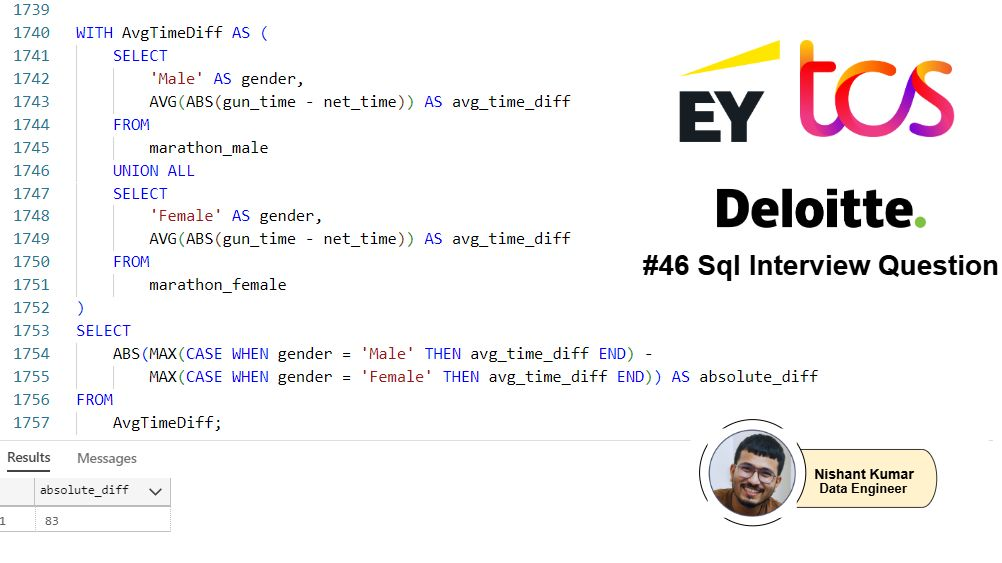 1739
1740 WITH AvgTimeDiff AS (
1741 SELECT
1742 'Male' AS gender,
1743 AVG(ABS(gun_time - net_time)) AS avg_time_diff
1744 FROM
1745 marathon_male
1746 UNION ALL
1747 SELECT
1748 'Female' AS gender,
1749 AVG(ABS(gun_time - net_time)) AS avg_time_diff
1750 FROM
1751 marathon_female
1752 )
1753 SELECT
1754 ABS(MAX(CASE WHEN gender = 'Male' THEN avg_time_diff END) -
1755 MAX(CASE WHEN gender = 'Female' THEN avg_time_diff END)) AS absolute_diff
1756 FROM
1757 AvgTimeDiff;
EY
tcs
Deloitte.
#46 Sql Interview Question
Results Messages
absolute_diff
1 83
Nishant Kumar
Data Engineer